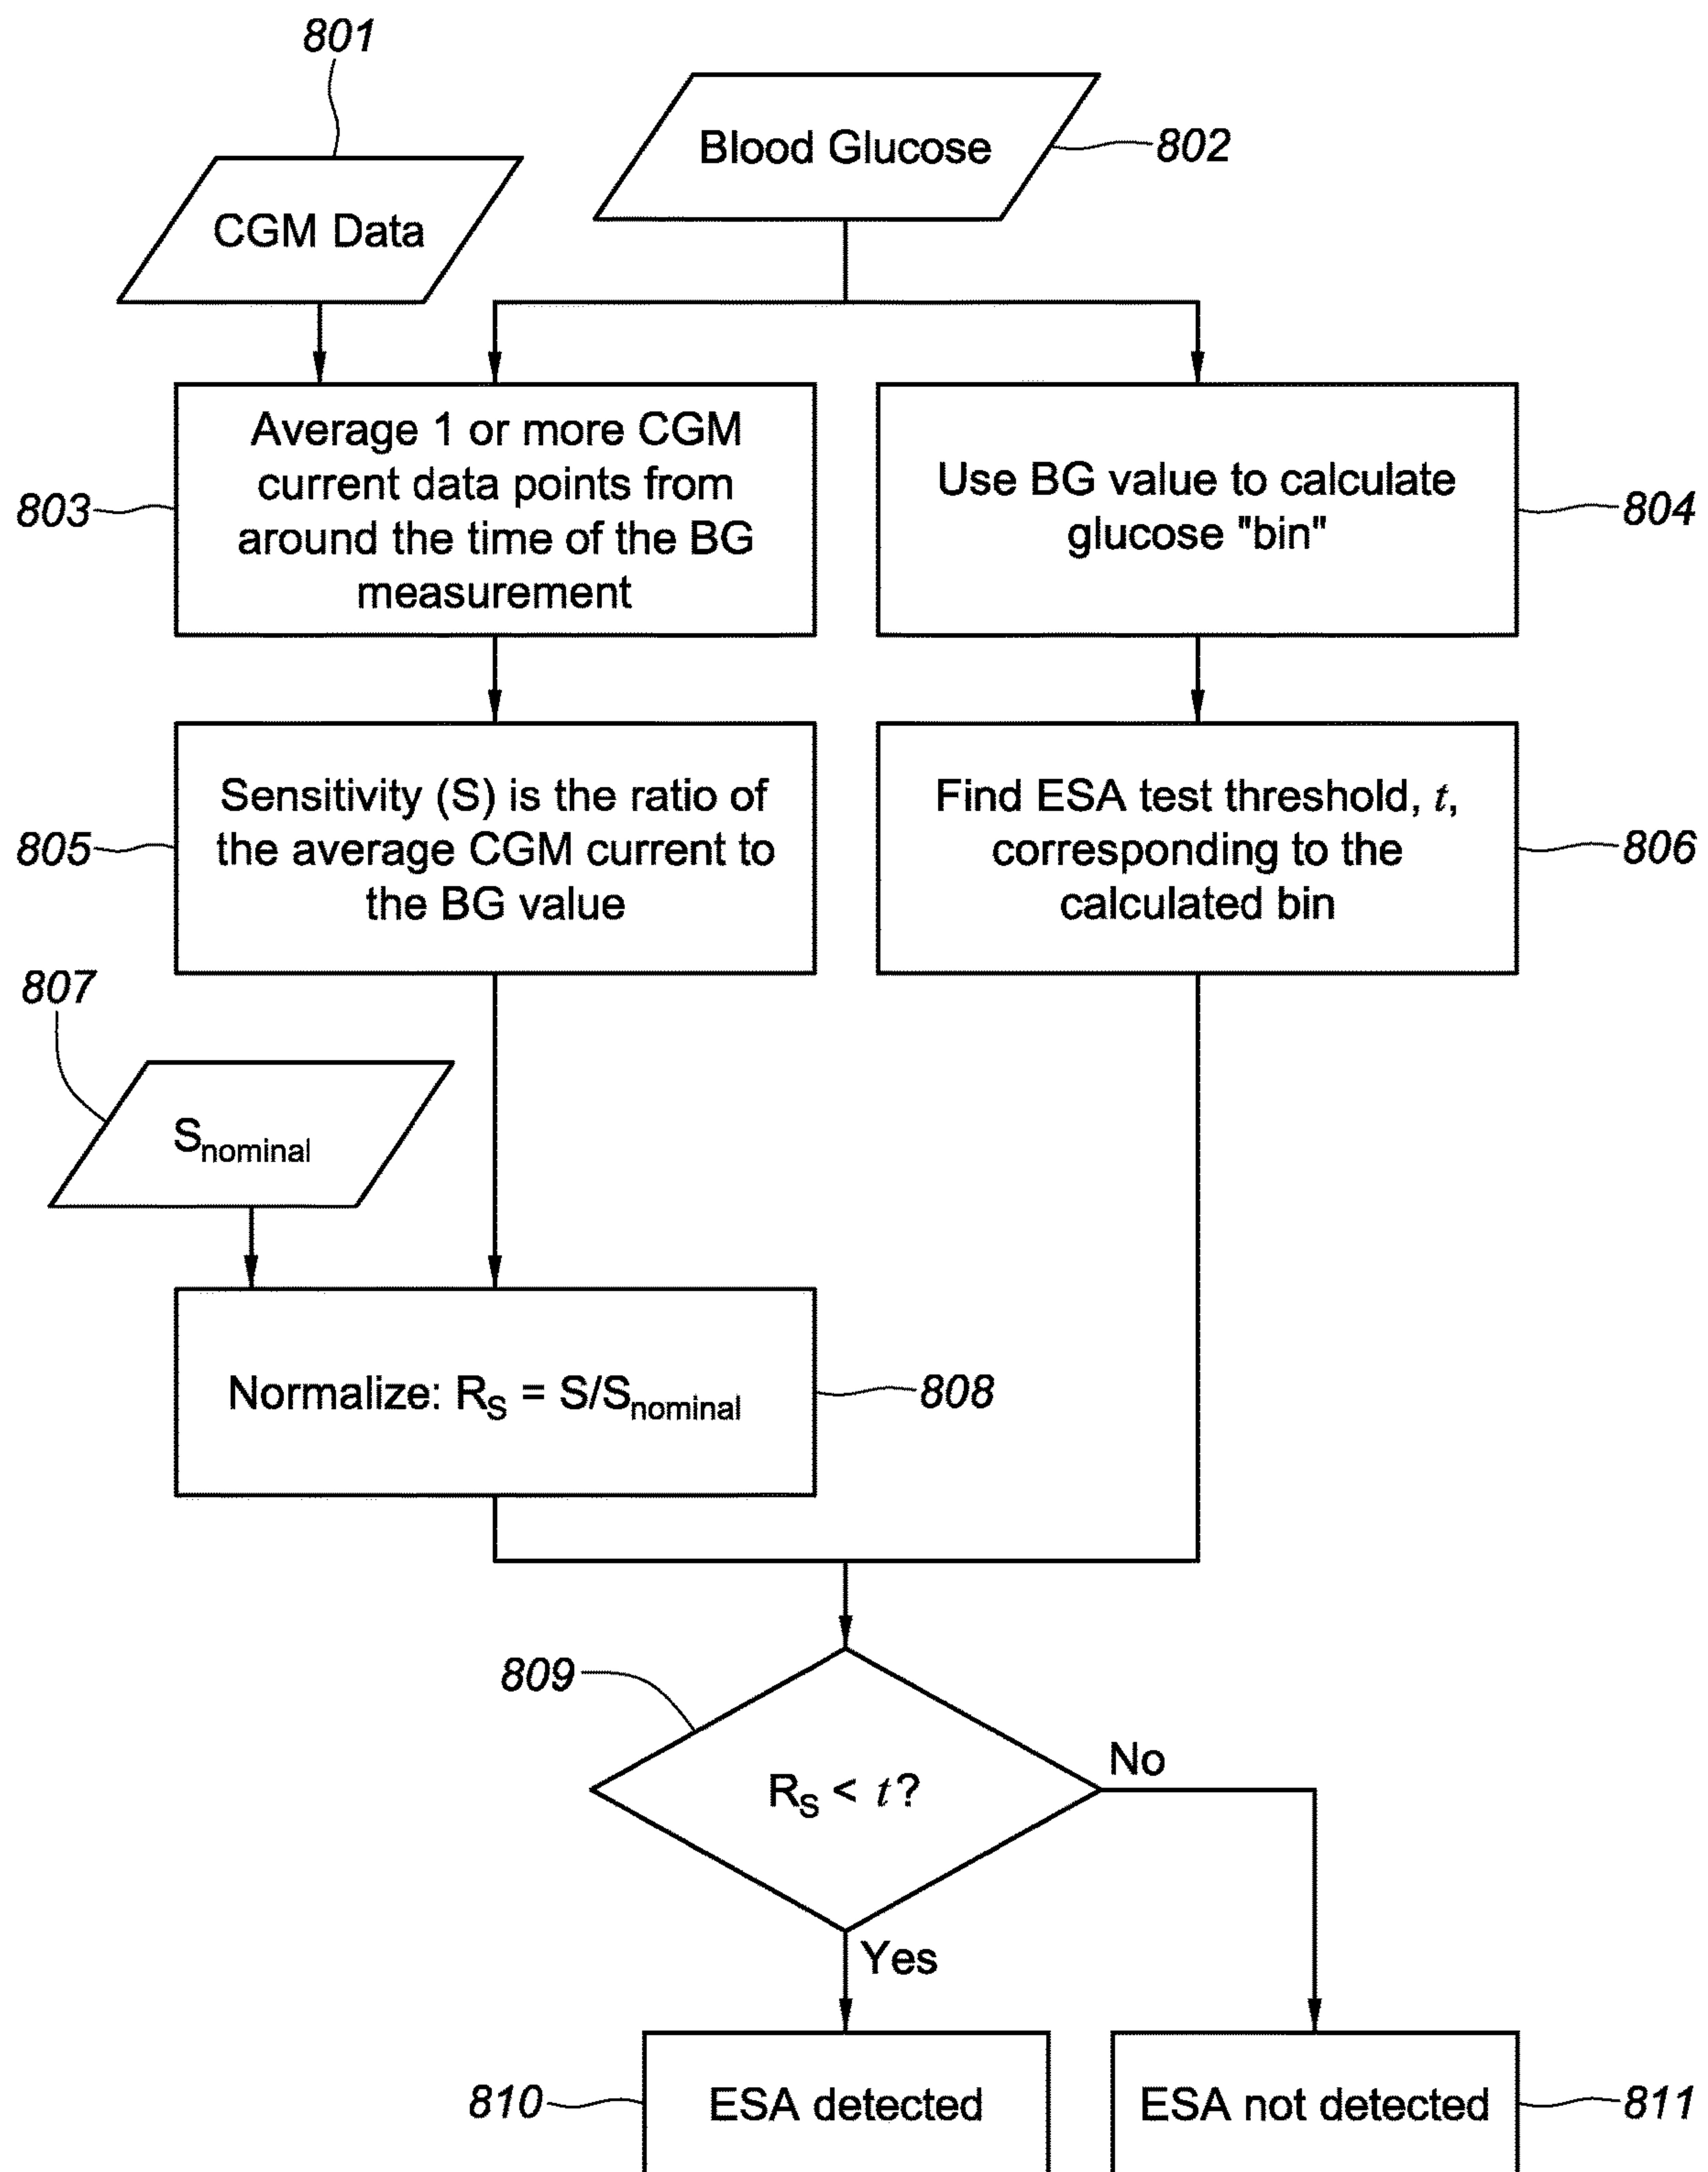 801
Blood Glucose
802
CGM Data
Average 1 or more CGM
current data points from
around the time of the BG
measurement
803
Use BG value to calculate
glucose "bin"
804
Sensitivity (S) is the ratio of
the average CGM current to
the BG value
805
Find ESA test threshold, t,
corresponding to the
calculated bin
806
807
Snominal
Normalize: RS = S/Snominal
808
809
RS < t?
No
Yes
810
ESA detected
ESA not detected
811